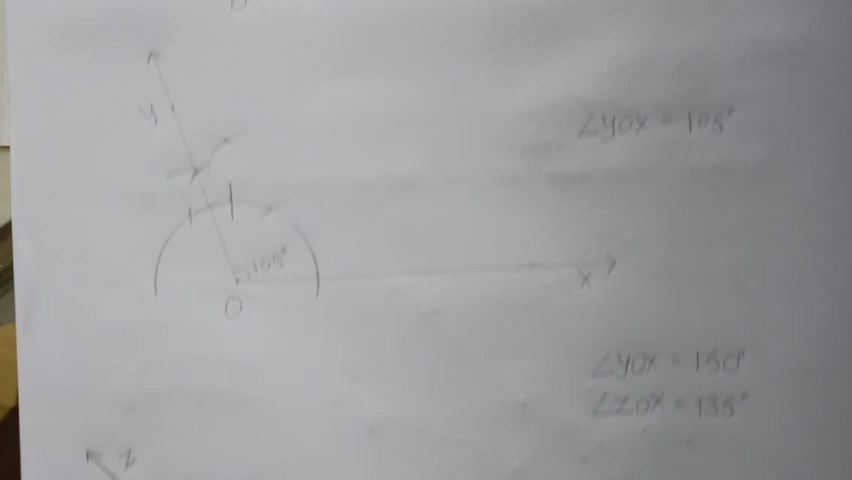 y
∠YOX = 105°
105°
X
O
∠YOX = 150°
∠ZOX = 135°
Z